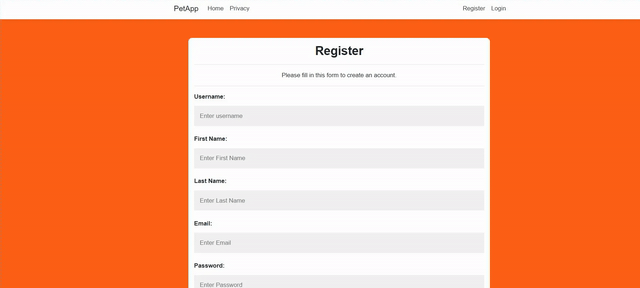 PetApp Home Privacy Register Login
Register
Please fill in this form to create an account.
Username:
Enter username
First Name:
Enter First Name
Last Name:
Enter Last Name
Email:
Enter Email
Password:
Enter Password